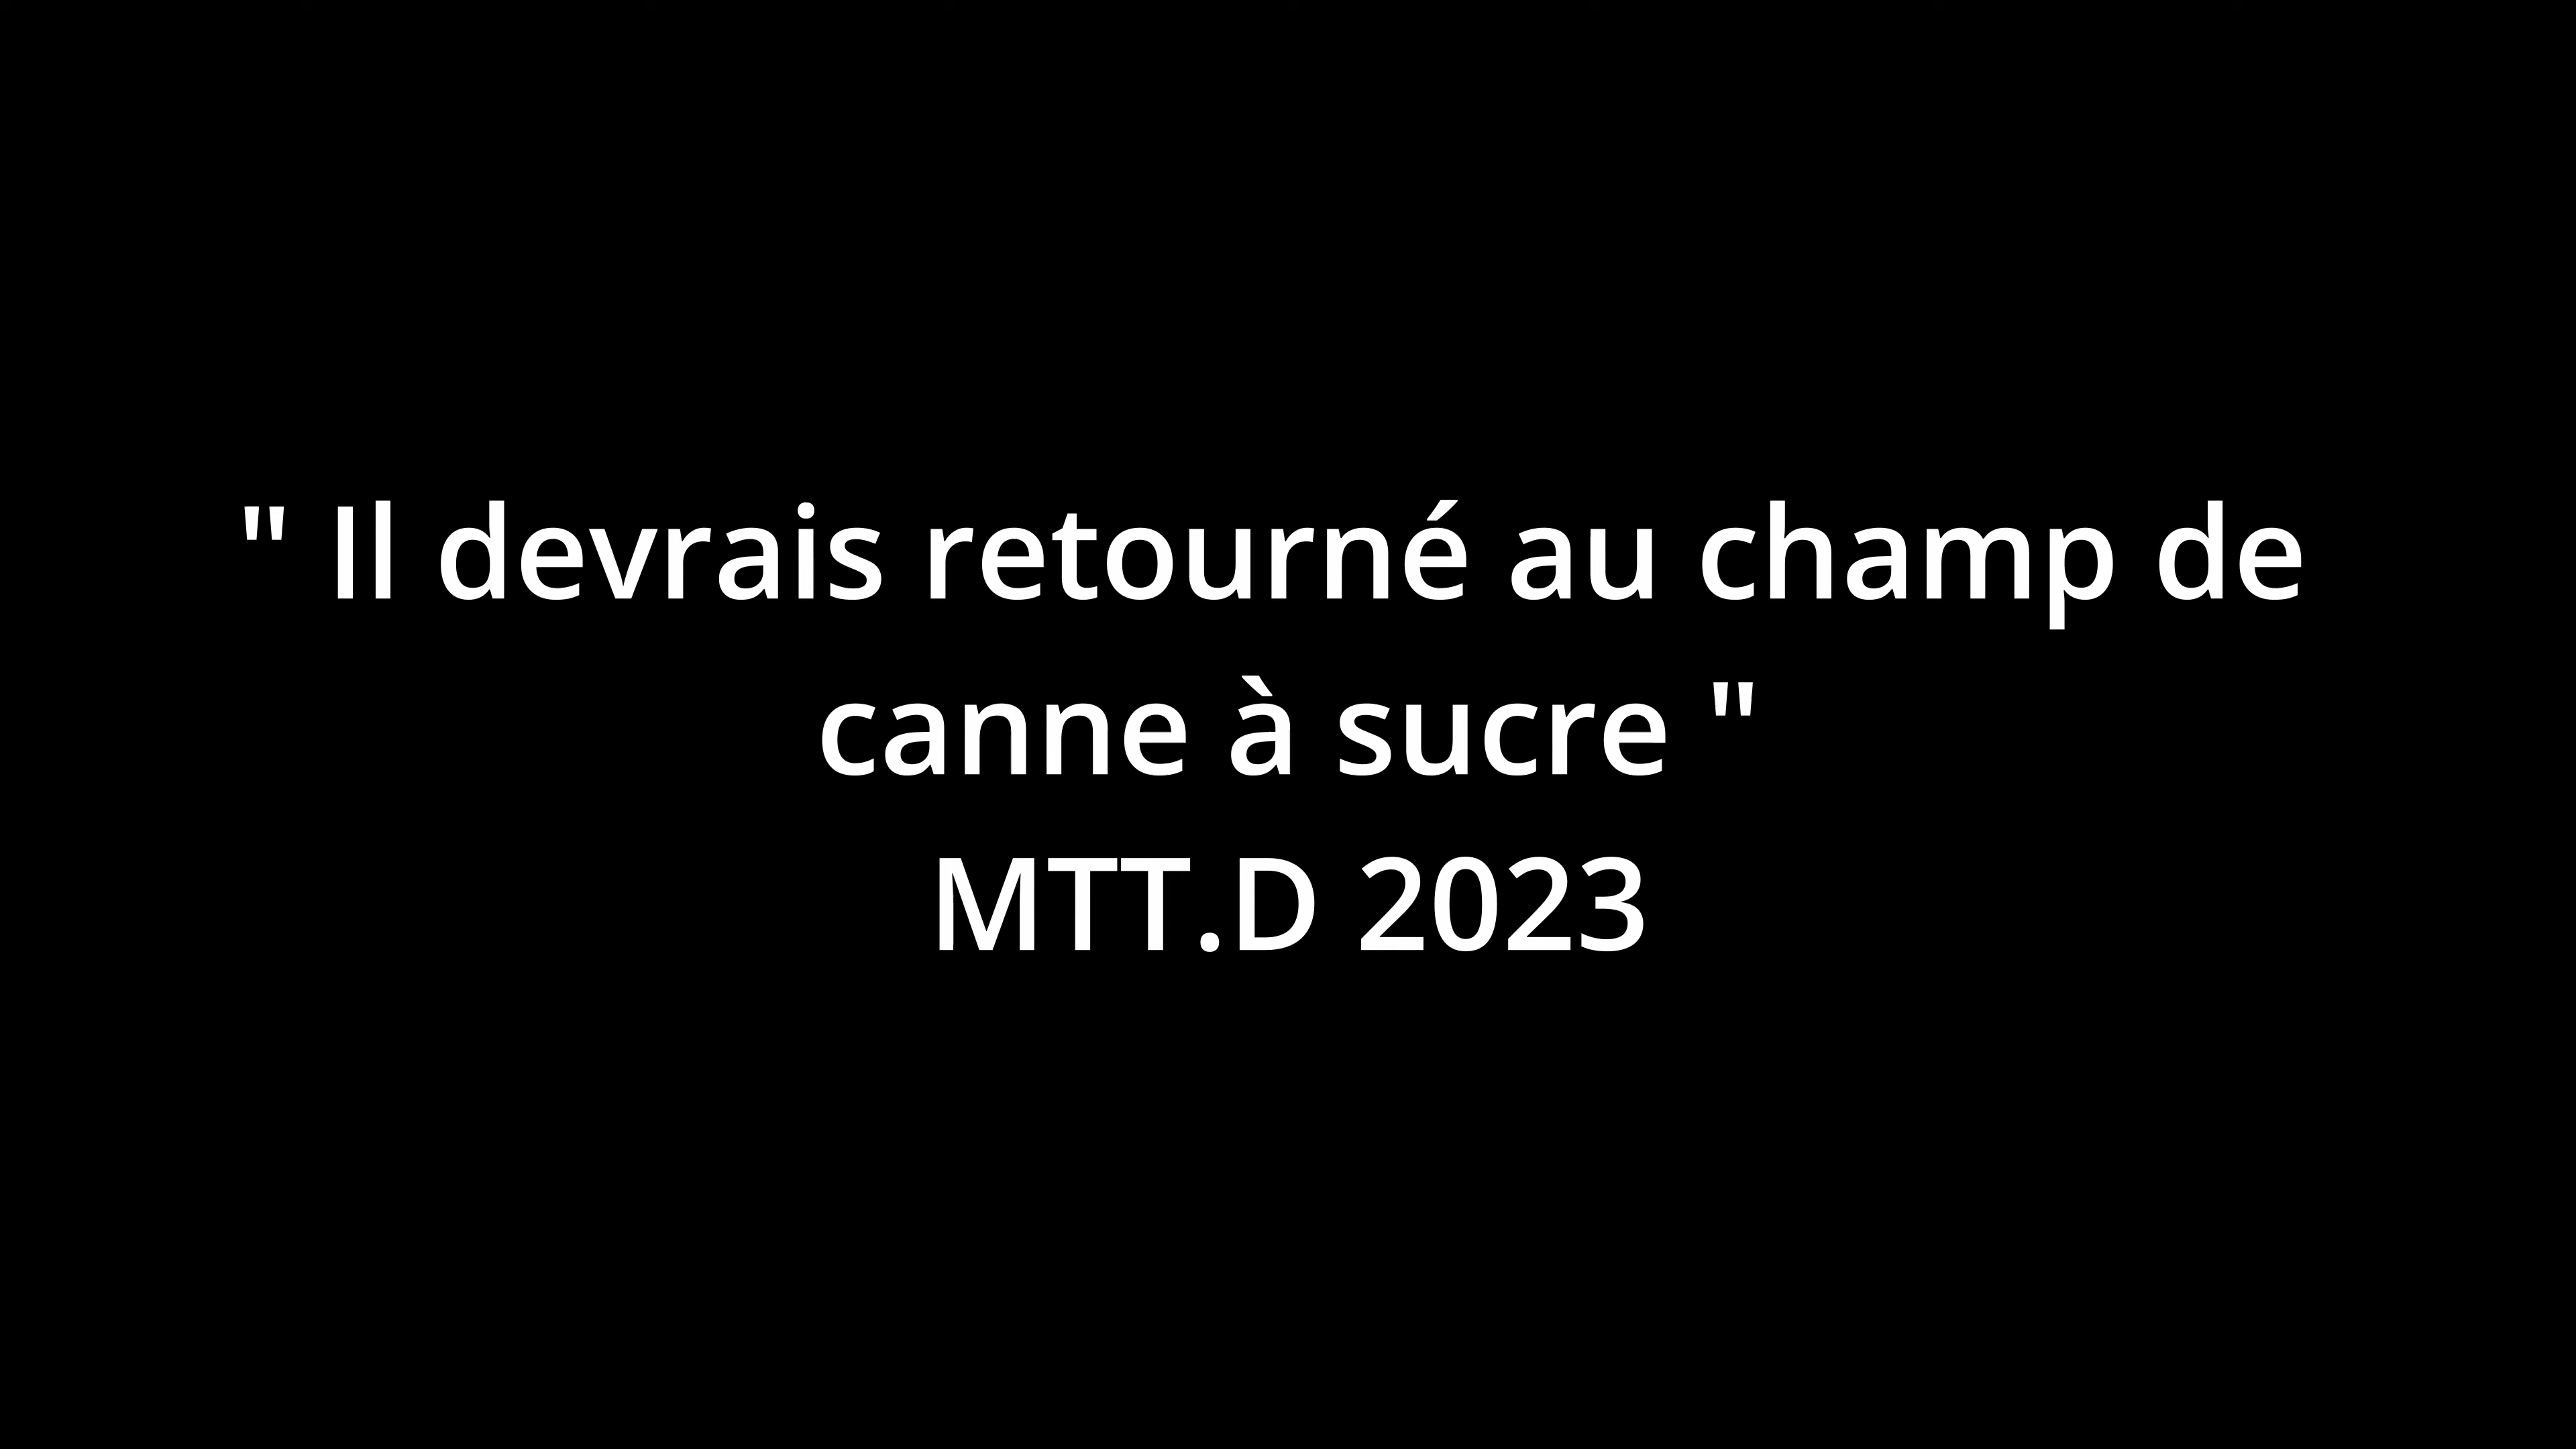 " Il devrais retourné au champ de
canne à sucre "
MTT.D 2023